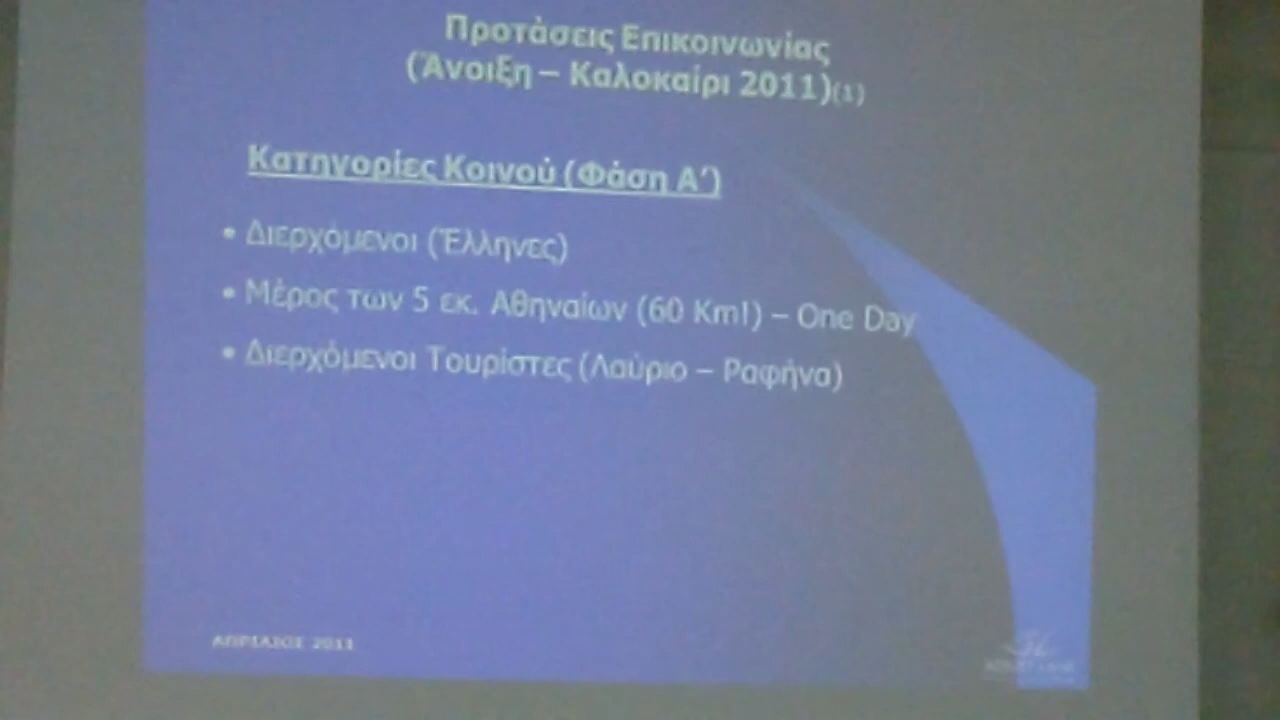 Προτάσεις Επικοινωνίας
(Άνοιξη – Καλοκαίρι 2011)(1)
Κατηγορίες Κοινού (Φάση Α’)
• Διερχόμενοι (Έλληνες)
• Μέρος των 5 εκ. Αθηναίων (60 Km!) – One Day
• Διερχόμενοι Τουρίστες (Λαύριο – Ραφήνα)
ΑΠΡΙΛΙΟΣ 2011